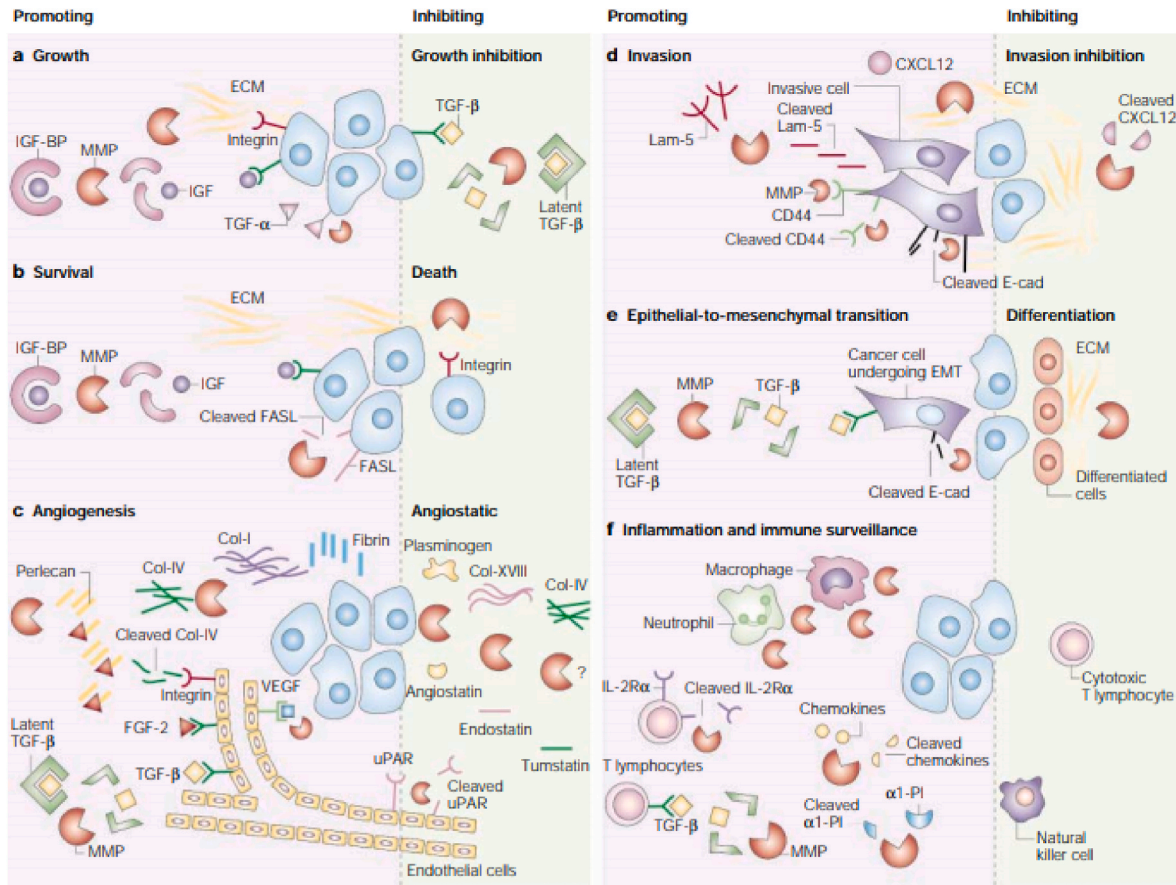 Promoting
Inhibiting
a Growth
Growth inhibition
ECM
TGF-β
Integrin
IGF-BP
MMP
IGF
TGF-α
Latent
TGF-β
b Survival
Death
ECM
IGF-BP
MMP
IGF
Integrin
Cleaved FASL
FASL
c Angiogenesis
Angiostatic
Col-I
Fibrin
Plasminogen
Perlecan
Col-IV
Col-XVIII
Col-IV
Cleaved Col-IV
Integrin
VEGF
Angiostatin
?
Latent
TGF-β
FGF-2
Endostatin
TGF-β
uPAR
Tumstatin
Cleaved
uPAR
MMP
Endothelial cells
Promoting
Inhibiting
d Invasion
Invasion inhibition
CXCL12
Invasive cell
ECM
Cleaved
CXCL12
Cleaved
Lam-5
Lam-5
MMP
CD44
Cleaved CD44
Cleaved E-cad
e Epithelial-to-mesenchymal transition
Differentiation
Cancer cell
undergoing EMT
ECM
MMP
TGF-β
Latent
TGF-β
Cleaved E-cad
Differentiated
cells
f Inflammation and immune surveillance
Macrophage
Neutrophil
Cytotoxic
T lymphocyte
IL-2Rα
Cleaved IL-2Rα
Chemokines
Cleaved
chemokines
T lymphocytes
α1-PI
Cleaved
α1-PI
TGF-β
MMP
Natural
killer cell